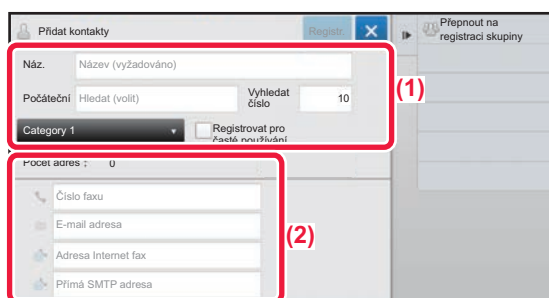 Přidat kontakty
Registr.
Přepnout na
registraci skupiny
Náz.
Název (vyžadováno)
(1)
Počáteční
Hledat (volit)
Vyhledat
číslo
10
Category 1
Registrovat pro
časté používání
Počet adres : 0
Číslo faxu
E-mail adresa
(2)
Adresa Internet fax
Přímá SMTP adresa